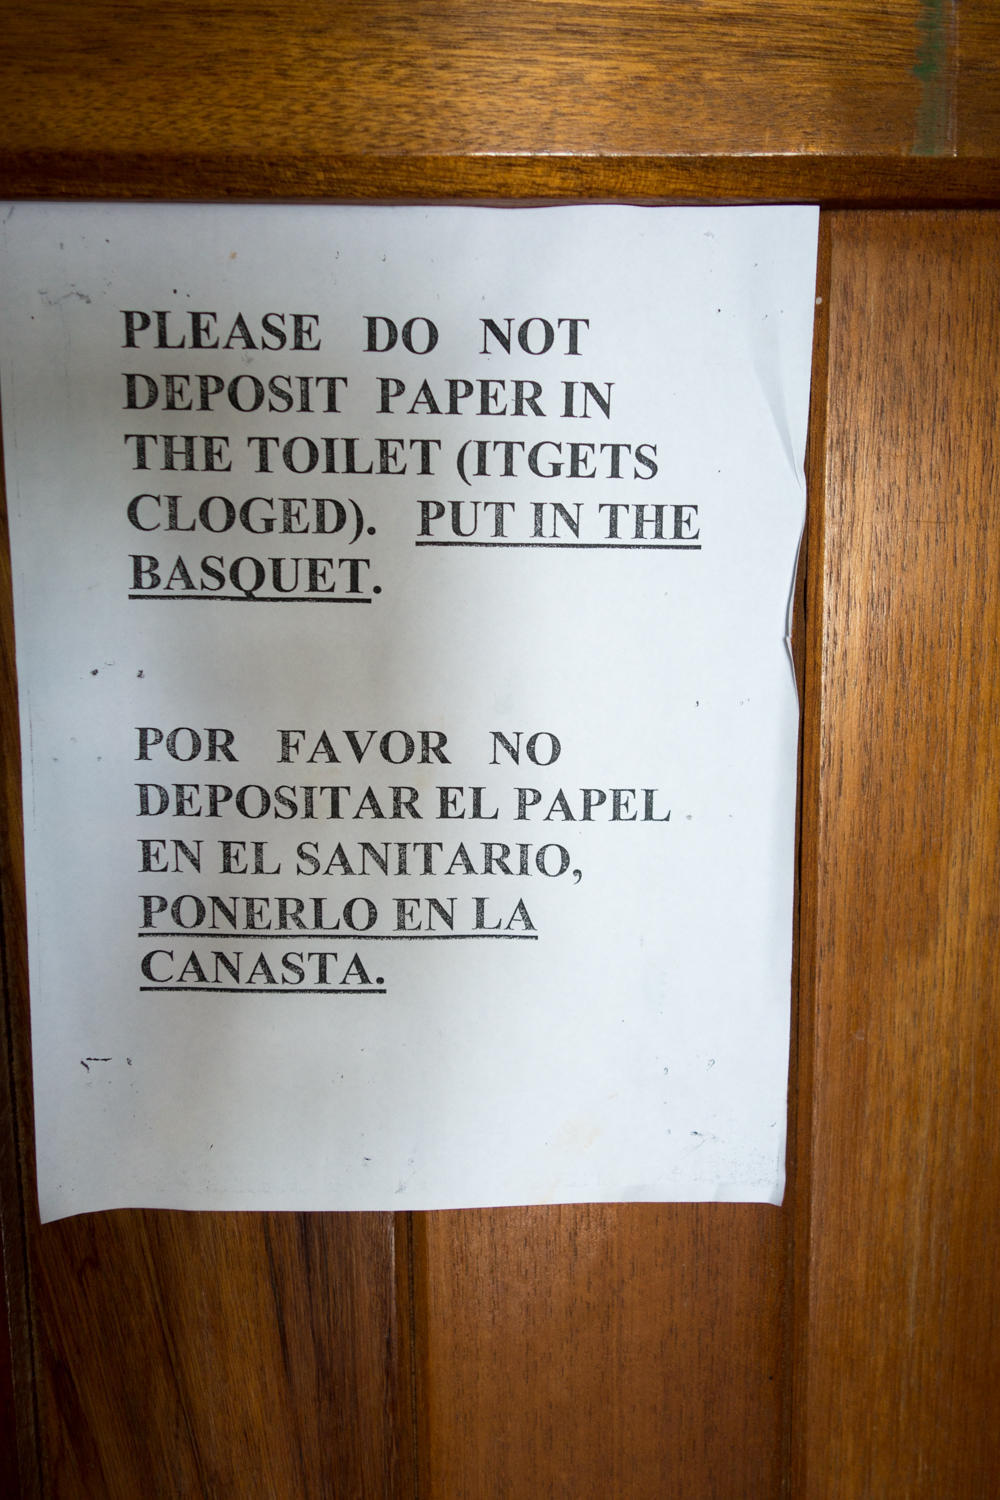 PLEASE DO NOT
DEPOSIT PAPER IN
THE TOILET (ITGETS
CLOGED). PUT IN THE
BASQUET.
POR FAVOR NO
DEPOSITAR EL PAPEL
EN EL SANITARIO,
PONERLO EN LA
CANASTA.